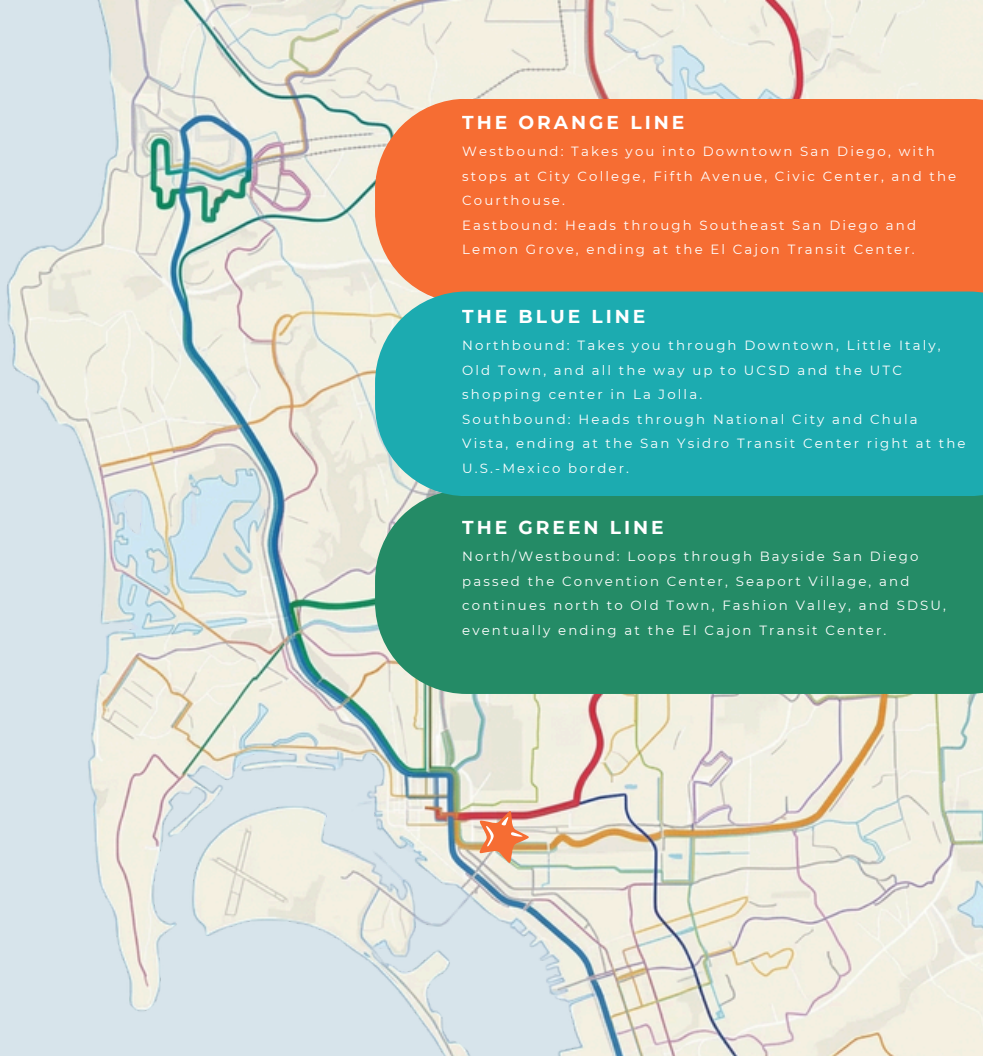 THE ORANGE LINE
Westbound: Takes you into Downtown San Diego, with
stops at City College, Fifth Avenue, Civic Center, and the
Courthouse.
Eastbound: Heads through Southeast San Diego and
Lemon Grove, ending at the El Cajon Transit Center.
THE BLUE LINE
Northbound: Takes you through Downtown, Little Italy,
Old Town, and all the way up to UCSD and the UTC
shopping center in La Jolla.
Southbound: Heads through National City and Chula
Vista, ending at the San Ysidro Transit Center right at the
U.S.-Mexico border.
THE GREEN LINE
North/Westbound: Loops through Bayside San Diego
passed the Convention Center, Seaport Village, and
continues north to Old Town, Fashion Valley, and SDSU,
eventually ending at the El Cajon Transit Center.